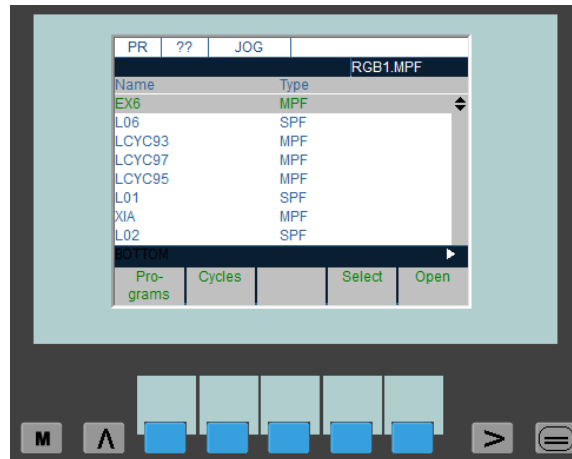 PR ?? JOG
RGB1.MPF
Name Type
EX6 MPF
L06 SPF
LCYC93 MPF
LCYC97 MPF
LCYC95 MPF
L01 SPF
XIA MPF
L02 SPF
BOTTOM
Pro-
grams Cycles Select Open
M Λ >